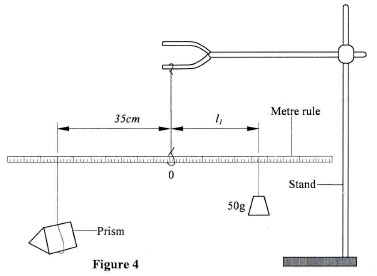 35cm
l₁
Metre rule
0
Stand
50g
Prism
Figure 4